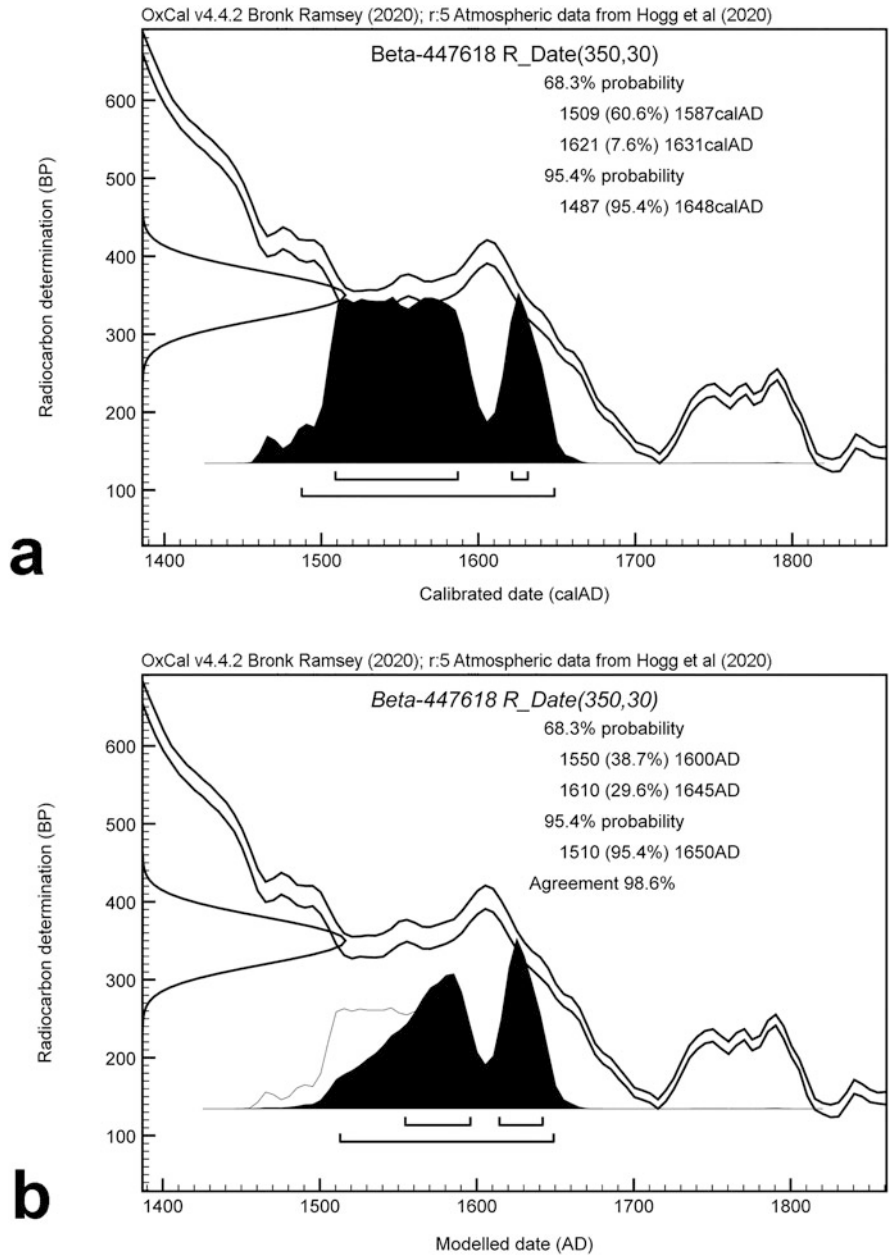 OxCal v4.4.2 Bronk Ramsey (2020); r:5 Atmospheric data from Hogg et al (2020)
Beta-447618 R_Date(350,30)
68.3% probability
1509 (60.6%) 1587calAD
1621 (7.6%) 1631calAD
95.4% probability
1487 (95.4%) 1648calAD
Radiocarbon determination (BP)
600
500
400
300
200
100
1400 1500 1600 1700 1800
Calibrated date (calAD)
a
OxCal v4.4.2 Bronk Ramsey (2020); r:5 Atmospheric data from Hogg et al (2020)
Beta-447618 R_Date(350,30)
68.3% probability
1550 (38.7%) 1600AD
1610 (29.6%) 1645AD
95.4% probability
1510 (95.4%) 1650AD
Agreement 98.6%
Radiocarbon determination (BP)
600
500
400
300
200
100
1400 1500 1600 1700 1800
Modelled date (AD)
b